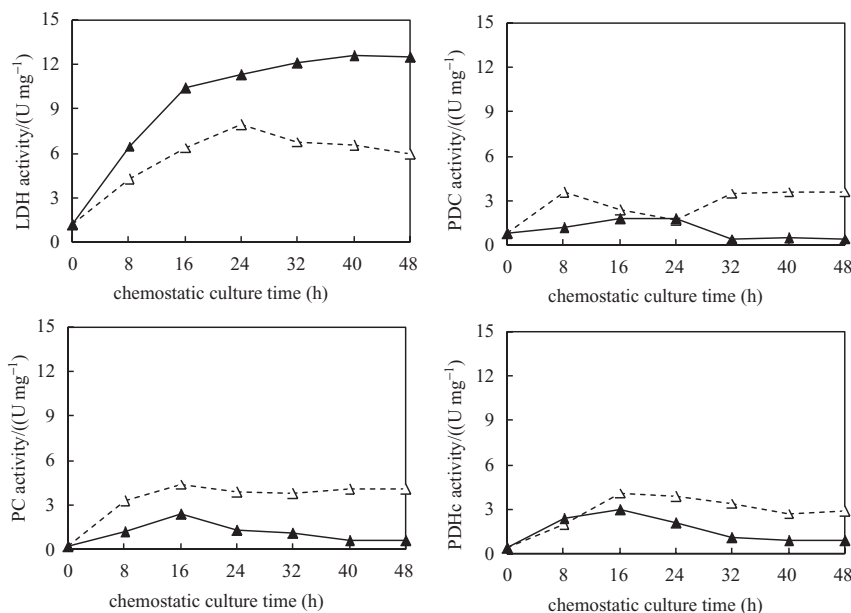 15
12
9
6
3
0
LDH activity/((U mg⁻¹)
0 8 16 24 32 40 48
chemostatic culture time (h)
15
12
9
6
3
0
PDC activity/((U mg⁻¹)
0 8 16 24 32 40 48
chemostatic culture time (h)
15
12
9
6
3
0
PC activity/((U mg⁻¹)
0 8 16 24 32 40 48
chemostatic culture time (h)
15
12
9
6
3
0
PDHc activity/((U mg⁻¹)
0 8 16 24 32 40 48
chemostatic culture time (h)